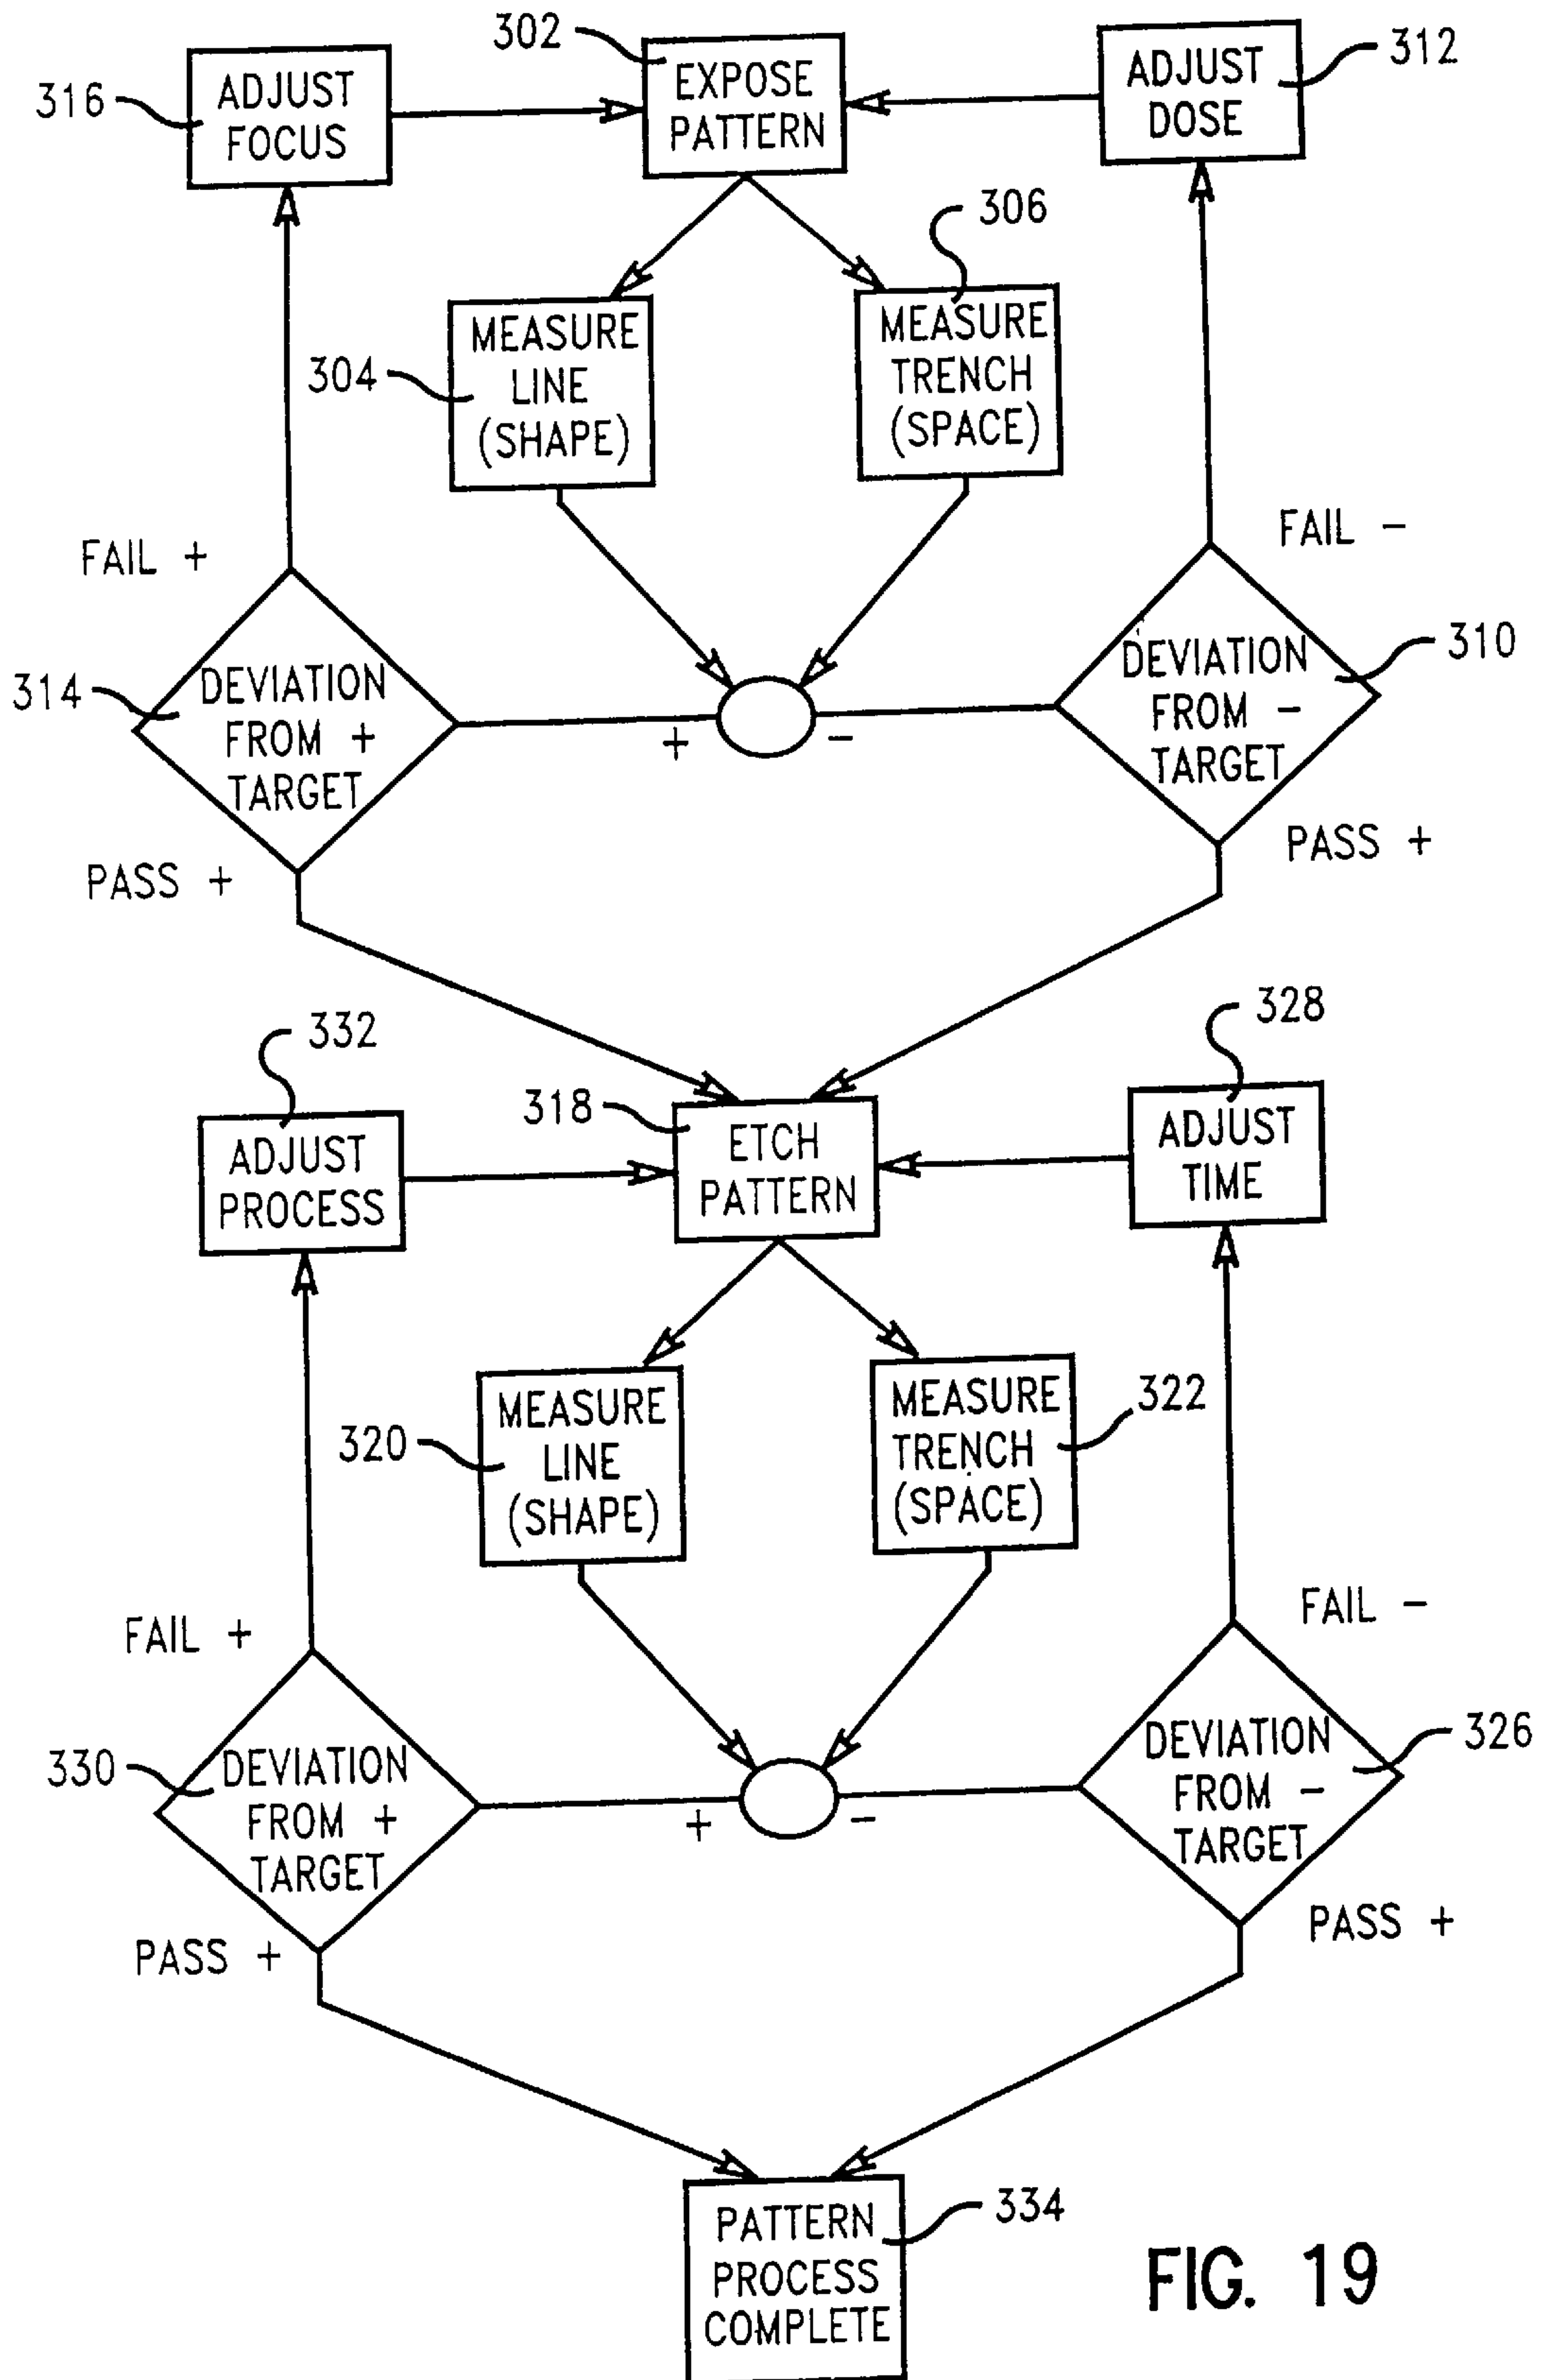 302
312
316
ADJUST
FOCUS
EXPOSE
PATTERN
ADJUST
DOSE
306
304
MEASURE
LINE
(SHAPE)
MEASURE
TRENCH
(SPACE)
FAIL +
FAIL -
314
DEVIATION
FROM +
TARGET
+
-
DEVIATION
FROM -
TARGET
310
PASS +
PASS +
332
328
318
ADJUST
PROCESS
ETCH
PATTERN
ADJUST
TIME
320
MEASURE
LINE
(SHAPE)
MEASURE
TRENCH
(SPACE)
322
FAIL +
FAIL -
330
DEVIATION
FROM +
TARGET
+
-
DEVIATION
FROM -
TARGET
326
PASS +
PASS +
334
PATTERN
PROCESS
COMPLETE
FIG. 19